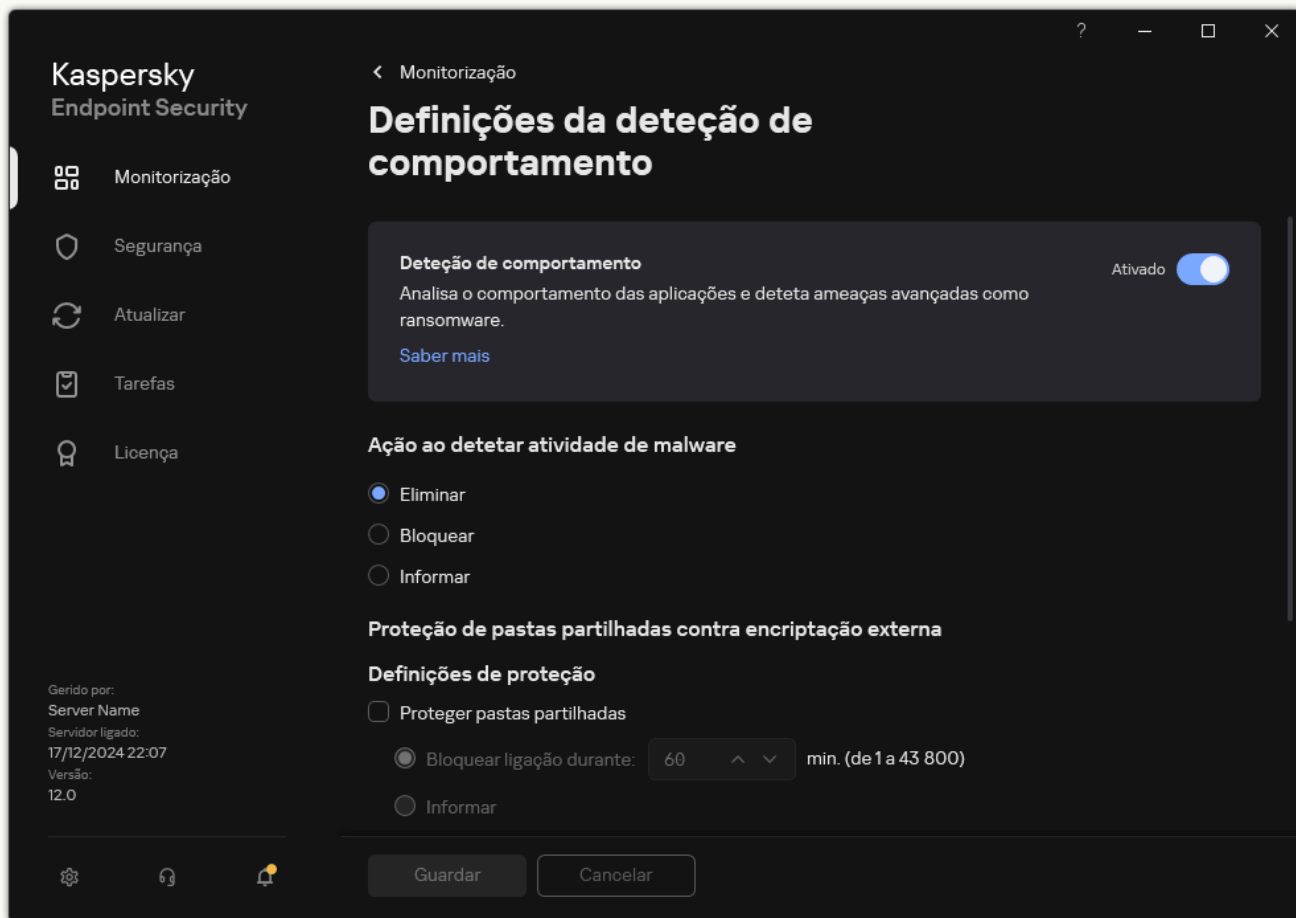 ?
Kaspersky
Endpoint Security
Monitorização
Segurança
Atualizar
Tarefas
Licença
Gerido por:
Server Name
Servidor ligado:
17/12/2024 22:07
Versão:
12.0
Monitorização
Definições da deteção de
comportamento
Deteção de comportamento
Ativado
Analisa o comportamento das aplicações e deteta ameaças avançadas como
ransomware.
Saber mais
Ação ao detetar atividade de malware
Eliminar
Bloquear
Informar
Proteção de pastas partilhadas contra encriptação externa
Definições de proteção
Proteger pastas partilhadas
Bloquear ligação durante: 60 min. (de 1 a 43 800)
Informar
Guardar Cancelar